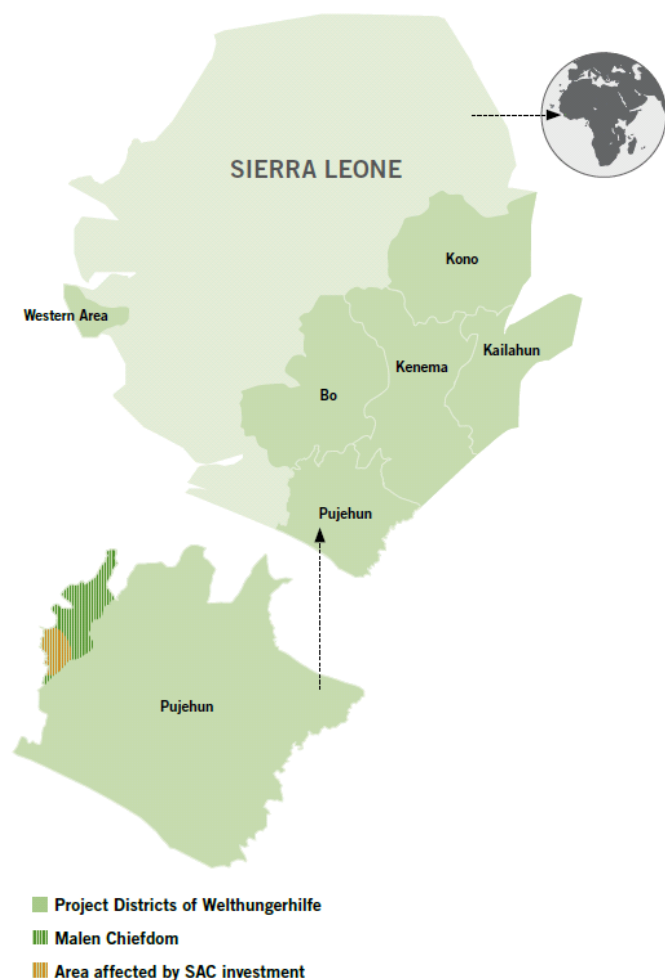 SIERRA LEONE
Kono
Western Area
Kailahun
Kenema
Bo
Pujehun
Pujehun
Project Districts of Welthungerhilfe
Malen Chiefdom
Area affected by SAC investment